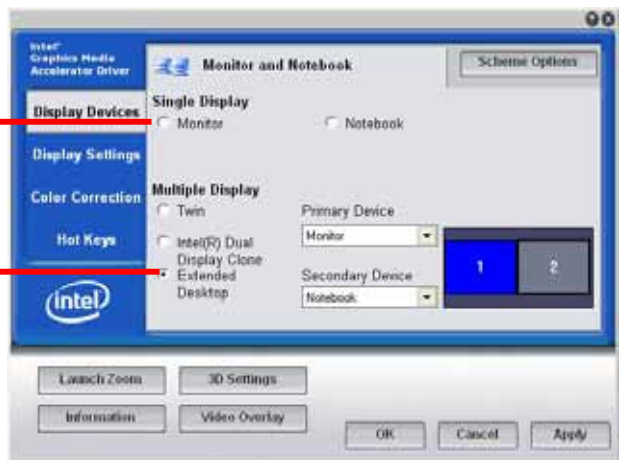 Intel®
Graphics Media
Accelerator Driver
Monitor and Notebook
Scheme Options
Display Devices
Single Display
Monitor
Notebook
Display Settings
Color Correction
Multiple Display
Twin
Primary Device
Hot Keys
Intel(R) Dual
Display Clone
Monitor
Extended
Desktop
Secondary Device
Notebook
1
2
intel
Launch Zoom
3D Settings
Information
Video Overlay
OK
Cancel
Apply